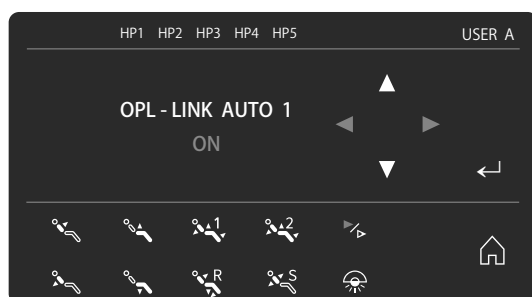 HP1 HP2 HP3 HP4 HP5 USER A
OPL - LINK AUTO 1
ON
1 2
R S